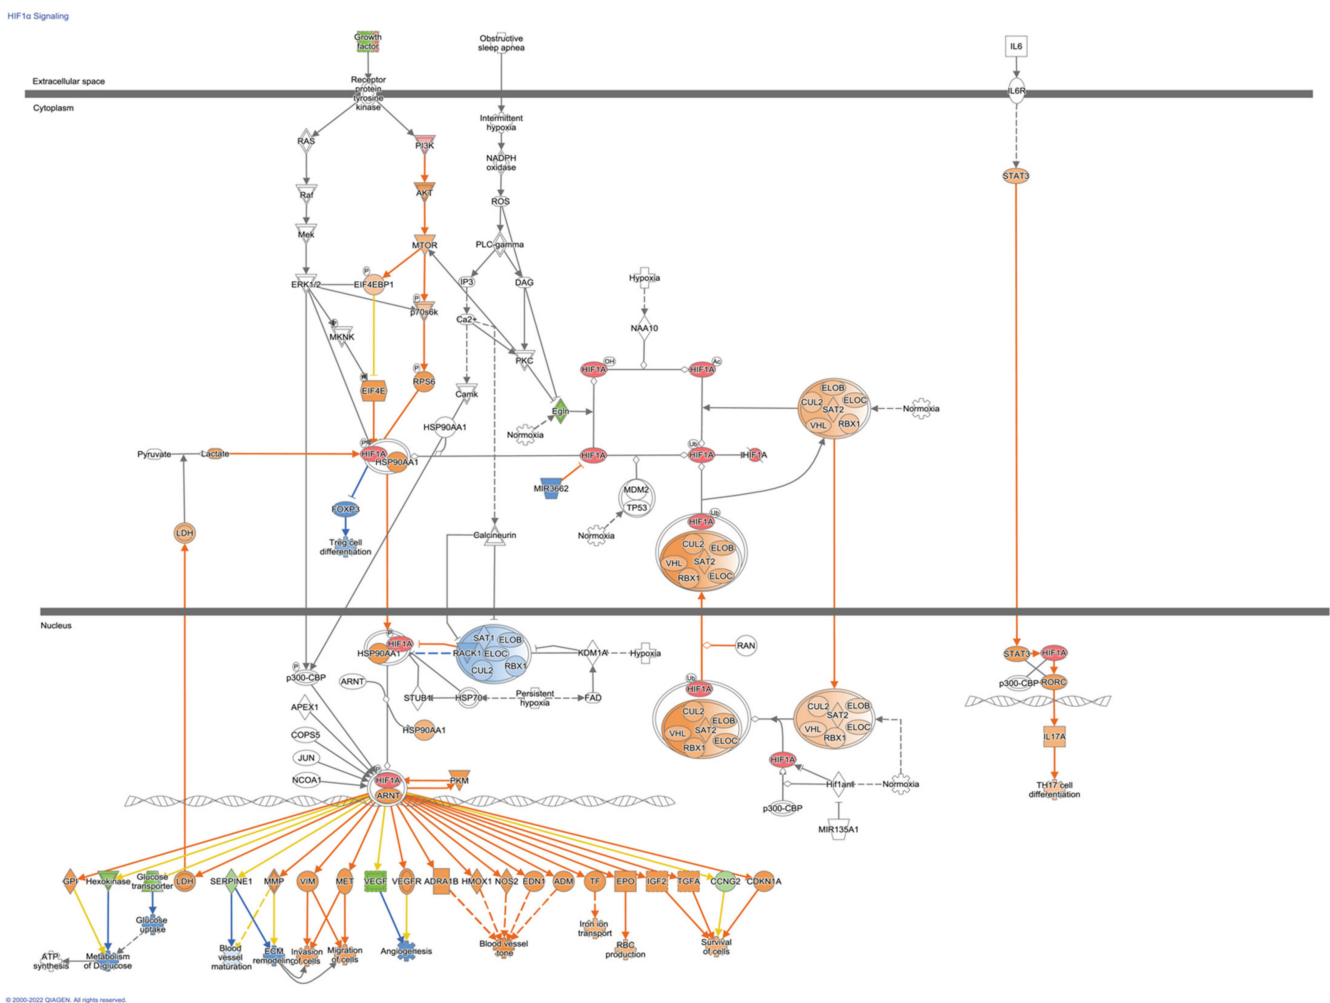 HIF1α Signaling
Growth
factor
Obstructive
sleep apnea
IL6
Extracellular space
Receptor
protein
tyrosine
kinase
IL6R
Cytoplasm
Intermittent
hypoxia
RAS
PI3K
NADPH
oxidase
STAT3
Raf
AKT
ROS
Mek
MTOR
PLC-gamma
P
ERK1/2
EIF4EBP1
IP3
DAG
Hypoxia
P
p70s6k
Ca2+
NAA10
MKNK
PKC
OH
HIF1A
Ac
HIF1A
P
RPS6
EIF4E
Camk
ELOB
CUL2
ELOC
SAT2
VHL
RBX1
Normoxia
Egln
HSP90AA1
Normoxia
Pyruvate
Lactate
P
HIF1A
HSP90AA1
HIF1A
Ub
HIF1A
HIF1A
MIR3662
MDM2
TP53
FOXP3
Ub
HIF1A
LDH
Treg cell
differentiation
Calcineurin
Normoxia
CUL2
ELOB
SAT2
VHL
RBX1
ELOC
Nucleus
P
HIF1A
HSP90AA1
SAT1
ELOB
RACK1
ELOC
CUL2
RBX1
KDM1A
Hypoxia
RAN
STAT3
HIF1A
P
p300-CBP
ARNT
STUB1
HSP70
Persistent
hypoxia
FAD
Ub
HIF1A
p300-CBP
RORC
APEX1
HSP90AA1
CUL2
ELOB
SAT2
VHL
ELOC
RBX1
CUL2
ELOB
SAT2
VHL
ELOC
RBX1
COPS5
IL17A
JUN
HIF1A
NCOA1
HIF1A
ARNT
PKM
Hif1an
Normoxia
TH17 cell
differentiation
p300-CBP
MIR135A1
GPI
Hexokinase
Glucose
transporter
LDH
SERPINE1
MMP
VIM
MET
VEGF
VEGFR
ADRA1B
HMOX1
NOS2
EDN1
ADM
TF
EPO
IGF2
TGFA
CCNG2
CDKN1A
Glucose
uptake
Iron ion
transport
ATP
synthesis
Metabolism
of D-glucose
Blood
vessel
maturation
ECM
remodeling
Invasion
of cells
Migration
of cells
Angiogenesis
Blood vessel
tone
RBC
production
Survival
of cells
© 2000-2022 QIAGEN. All rights reserved.